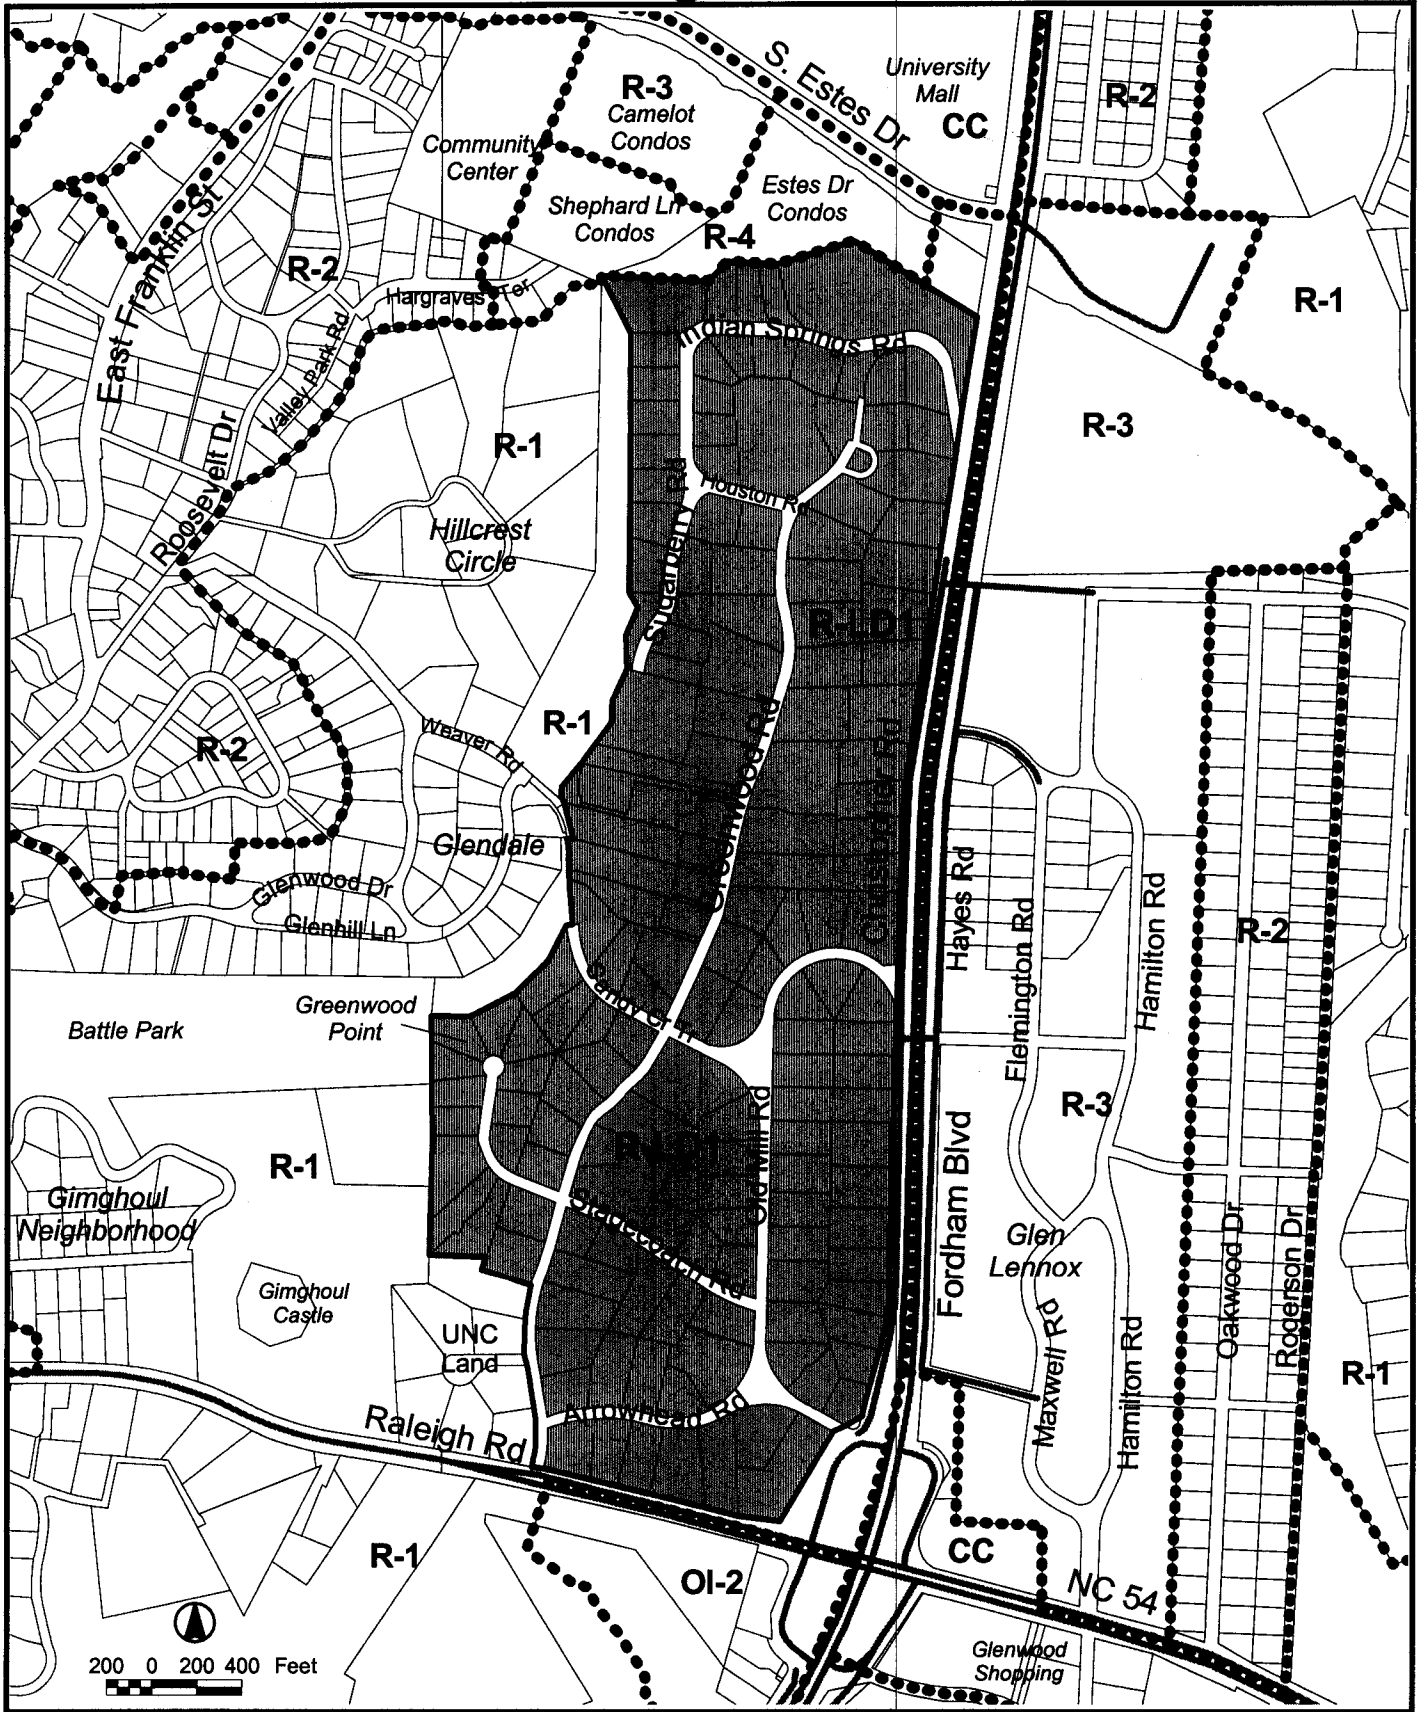 S. Estes Dr
University
Mall
CC
R-2
R-3
Camelot
Condos
Community
Center
Shephard Ln
Condos
Estes Dr
Condos
R-4
East Franklin St
R-2
Hargraves Ter
R-1
Indian Springs Rd
Valley Park Rd
R-3
R-1
Roosevelt Dr
Hillcrest
Circle
Sugarberry Rd
Houston Rd
R-LD1
R-1
Weaver Rd
R-2
Greenwood Rd
Christopher Rd
Glendale
Glenwood Dr
Glenhill Ln
Hayes Rd
Flemington Rd
Hamilton Rd
R-2
Sandy Cr Tr
Greenwood
Point
Battle Park
R-3
R-LD1
Old Mill Rd
R-1
Gimghoul
Neighborhood
Stagecoach Rd
Fordham Blvd
Glen
Lennox
Oakwood Dr
Rogerson Dr
Gimghoul
Castle
UNC
Land
Maxwell Rd
Hamilton Rd
R-1
Arrowhead Rd
Raleigh Rd
R-1
OI-2
CC
NC 54
Glenwood
Shopping
200 0 200 400 Feet